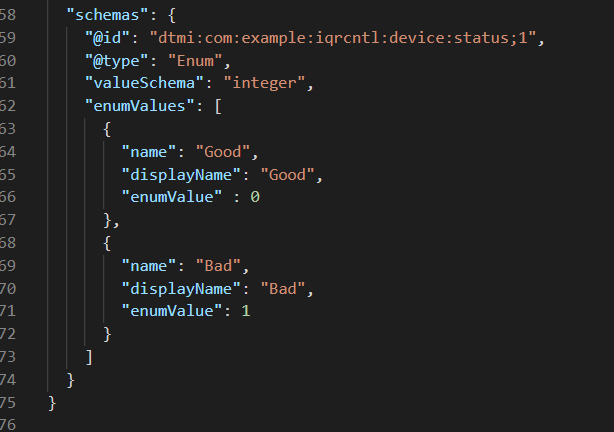 58 "schemas": {
59 "@id": "dtmi:com:example:iqrcntl:device:status;1",
60 "@type": "Enum",
61 "valueSchema": "integer",
62 "enumValues": [
63 {
64 "name": "Good",
65 "displayName": "Good",
66 "enumValue" : 0
67 },
68 {
69 "name": "Bad",
70 "displayName": "Bad",
71 "enumValue": 1
72 }
73 ]
74 }
75 }
76